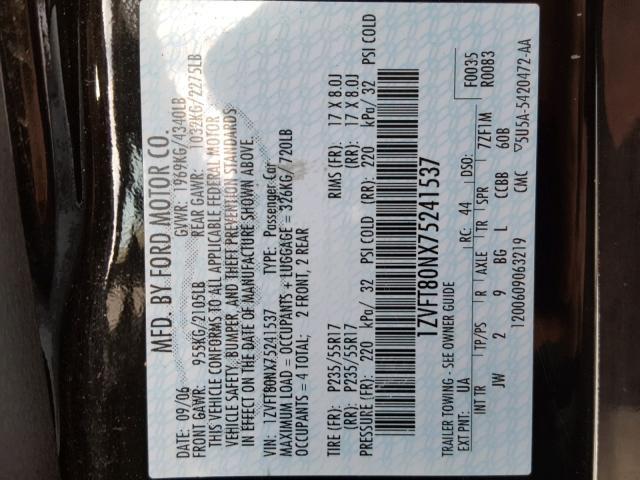 MFD. BY FORD MOTOR CO.
DATE: 09/06 GVWR: 1969KG/4340LB
FRONT GAWR: 955KG/2105LB REAR GAWR: 1032KG/2275LB
THIS VEHICLE CONFORMS TO ALL APPLICABLE FEDERAL MOTOR
VEHICLE SAFETY, BUMPER, AND THEFT PREVENTION STANDARDS
IN EFFECT ON THE DATE OF MANUFACTURE SHOWN ABOVE.
VIN: 1ZVFT80NX75241537 TYPE: Passenger Car
MAXIMUM LOAD = OCCUPANTS + LUGGAGE = 326KG/720LB
OCCUPANTS = 4 TOTAL: 2 FRONT, 2 REAR
TIRE (FR): P235/55R17 RIMS (FR): 17 X 8.0J
(RR): P235/55R17 (RR): 17 X 8.0J
PRESSURE (FR): 220 kPa/ 32 PSI COLD (RR): 220 kPa/ 32 PSI COLD
1ZVFT80NX75241537
TRAILER TOWING - SEE OWNER GUIDE
F0035
R0083
EXT PNT: UA RC: 44 DSO:
INT TR TP/PS R AXLE TR SPR 77F1M
JW 2 9 BG L CCBB 60B
1200609063219 CMC ▽5U5A-5420472-AA